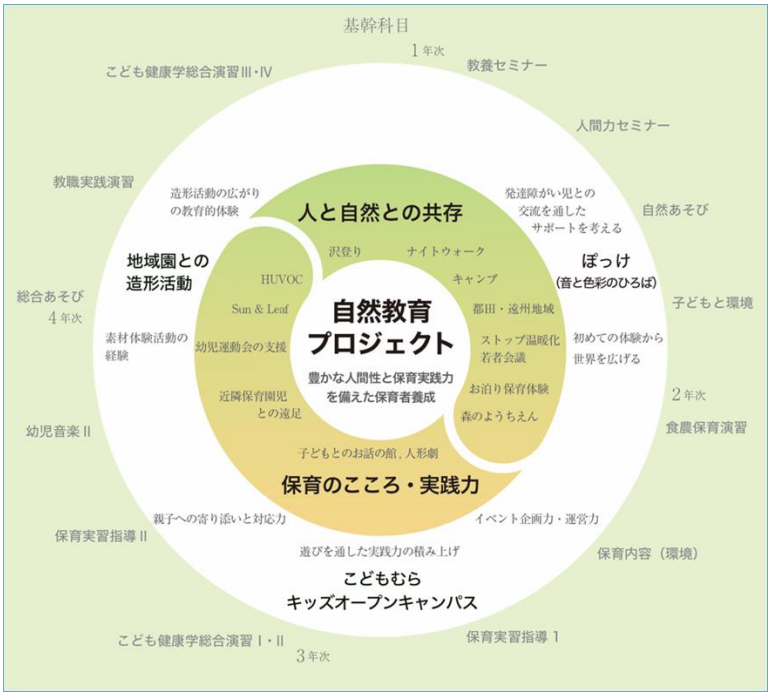 基幹科目
1年次
教養セミナー
人間力セミナー
自然あそび
子どもと環境
2年次
食農保育演習
保育内容（環境）
保育実習指導1
3年次
こども健康学総合演習Ⅰ・Ⅱ
保育実習指導Ⅱ
幼児音楽Ⅱ
4年次
総合あそび
教職実践演習
こども健康学総合演習Ⅲ・Ⅳ
造形活動の広がり
の教育的体験
地域園との
造形活動
素材体験活動の
経験
発達障がい児との
交流を通した
サポートを考える
ぽっけ
（音と色彩のひろば）
初めての体験から
世界を広げる
親子への寄り添いと対応力
イベント企画力・運営力
遊びを通した実践力の積み上げ
こどもむら
キッズオープンキャンパス
人と自然との共存
沢登り
ナイトウォーク
キャンプ
都田・遠州地域
ストップ温暖化
若者会議
お泊り保育体験
森のようちえん
HUVOC
Sun & Leaf
幼児運動会の支援
近隣保育園児
との遠足
子どもとのお話の館，人形劇
保育のこころ・実践力
自然教育
プロジェクト
豊かな人間性と保育実践力
を備えた保育者養成